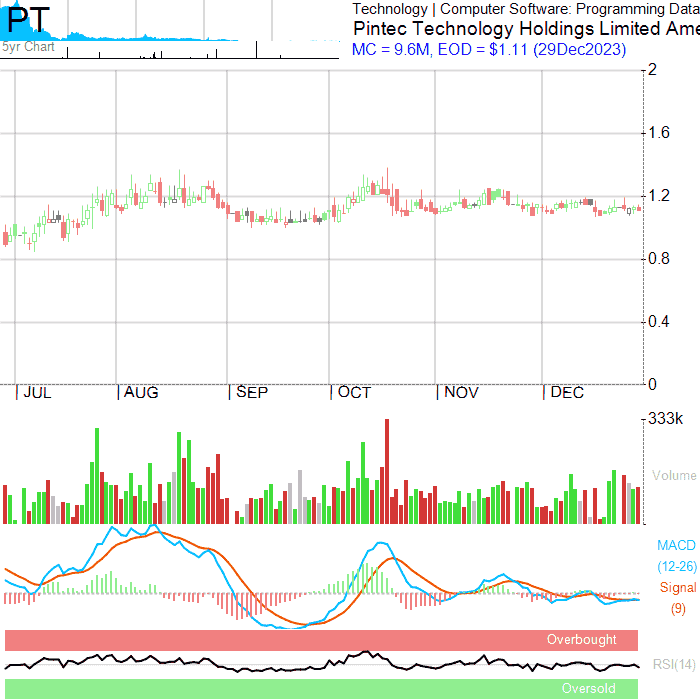 PT
5yr Chart
Technology | Computer Software: Programming Data
Pintec Technology Holdings Limited Ame
MC = 9.6M, EOD = $1.11 (29Dec2023)
2
1.6
1.2
0.8
0.4
0
JUL AUG SEP OCT NOV DEC
333k
Volume
MACD
(12-26)
Signal
(9)
Overbought
RSI(14)
Oversold